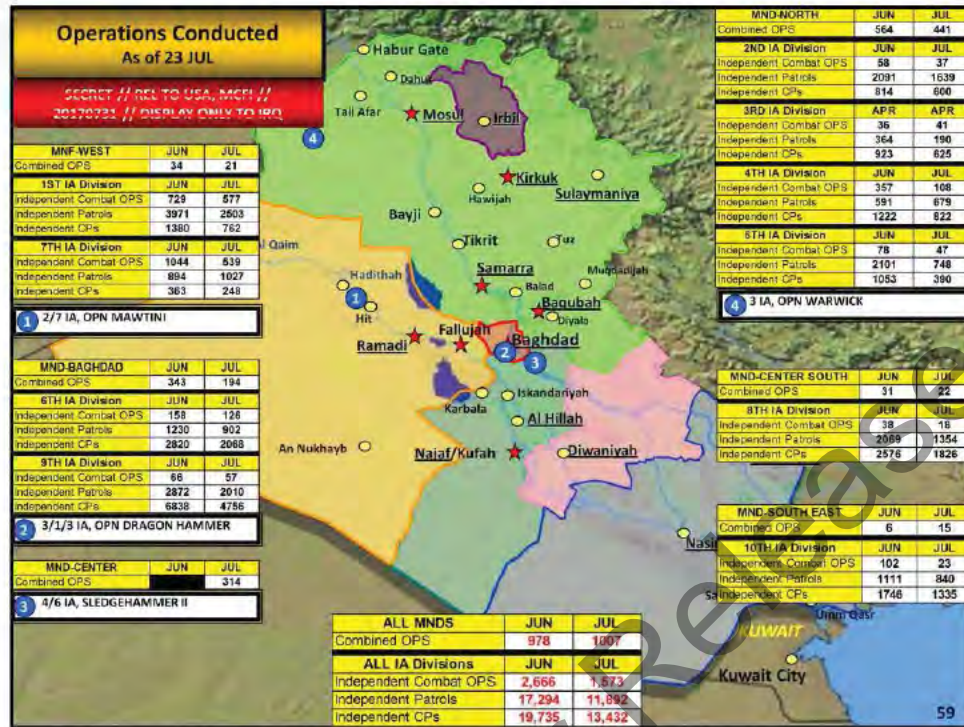 Operations Conducted
As of 23 JUL
SECRET // REL TO USA, MCFI //
20170731 // DISPLAY ONLY TO IRQ
MNF-WEST JUN JUL
Combined OPS 34 21
1ST IA Division JUN JUL
Independent Combat OPS 729 577
Independent Patrols 3971 2503
Independent CPs 1380 762
7TH IA Division JUN JUL
Independent Combat OPS 1044 539
Independent Patrols 894 1027
Independent CPs 363 248
1 2/7 IA, OPN MAWTINI
MND-BAGHDAD JUN JUL
Combined OPS 343 194
6TH IA Division JUN JUL
Independent Combat OPS 158 126
Independent Patrols 1230 902
Independent CPs 2820 2068
9TH IA Division JUN JUL
Independent Combat OPS 66 57
Independent Patrols 2872 2010
Independent CPs 6838 4756
2 3/1/3 IA, OPN DRAGON HAMMER
MND-CENTER JUN JUL
Combined OPS 314
3 4/6 IA, SLEDGEHAMMER II
Habur Gate
Dahuk
Tall Afar
Mosul
Irbil
4
Kirkuk
Hawijah
Sulaymaniya
Bayji
Tikrit
Tuz
Qaim
Hadithah
Samarra
Balad
Muqdadijah
1
Hit
Baqubah
Diyala
Ramadi
Fallujah
Baghdad
2
3
Karbala
Iskandariyah
Al Hillah
An Nukhayb
Najaf/Kufah
Diwaniyah
Nasi
Sa
Umm Qasr
KUWAIT
Kuwait City
MND-NORTH JUN JUL
Combined OPS 564 441
2ND IA Division JUN JUL
Independent Combat OPS 58 37
Independent Patrols 2091 1639
Independent CPs 814 600
3RD IA Division APR APR
Independent Combat OPS 36 41
Independent Patrols 364 190
Independent CPs 923 625
4TH IA Division JUN JUL
Independent Combat OPS 357 108
Independent Patrols 591 679
Independent CPs 1222 822
5TH IA Division JUN JUL
Independent Combat OPS 78 47
Independent Patrols 2101 748
Independent CPs 1053 390
4 3 IA, OPN WARWICK
MND-CENTER SOUTH JUN JUL
Combined OPS 31 22
8TH IA Division JUN JUL
Independent Combat OPS 38 18
Independent Patrol 2069 1354
Independent CPs 2576 1826
MND-SOUTH EAST JUN JUL
Combined OPS 6 15
10TH IA Division JUN JUL
Independent Combat OPS 102 23
Independent Patrols 1111 840
Independent CPs 1746 1335
ALL MNDS JUN JUL
Combined OPS 978 1007
ALL IA Divisions JUN JUL
Independent Combat OPS 2,666 1,573
Independent Patrols 17,294 11,892
Independent CPs 19,735 13,432
Release
59